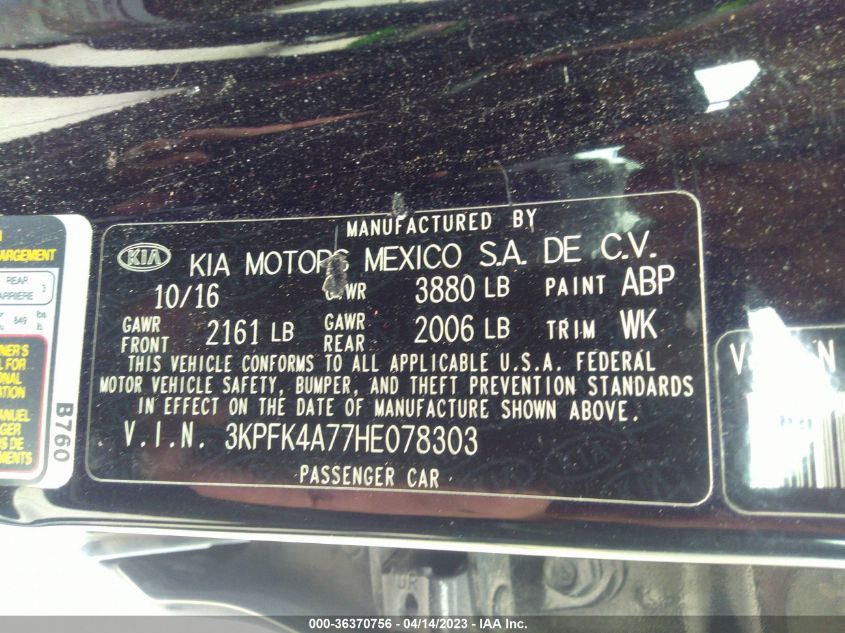 MANUFACTURED BY
KIA KIA MOTORS MEXICO S.A. DE C.V.
10/16 GVWR 3880 LB PAINT ABP
GAWR FRONT 2161 LB GAWR REAR 2006 LB TRIM WK
THIS VEHICLE CONFORMS TO ALL APPLICABLE U.S.A. FEDERAL
MOTOR VEHICLE SAFETY, BUMPER, AND THEFT PREVENTION STANDARDS
IN EFFECT ON THE DATE OF MANUFACTURE SHOWN ABOVE.
V.I.N. 3KPFK4A77HE078303
PASSENGER CAR
REAR
3
B760
000-36370756 - 04/14/2023 - IAA Inc.